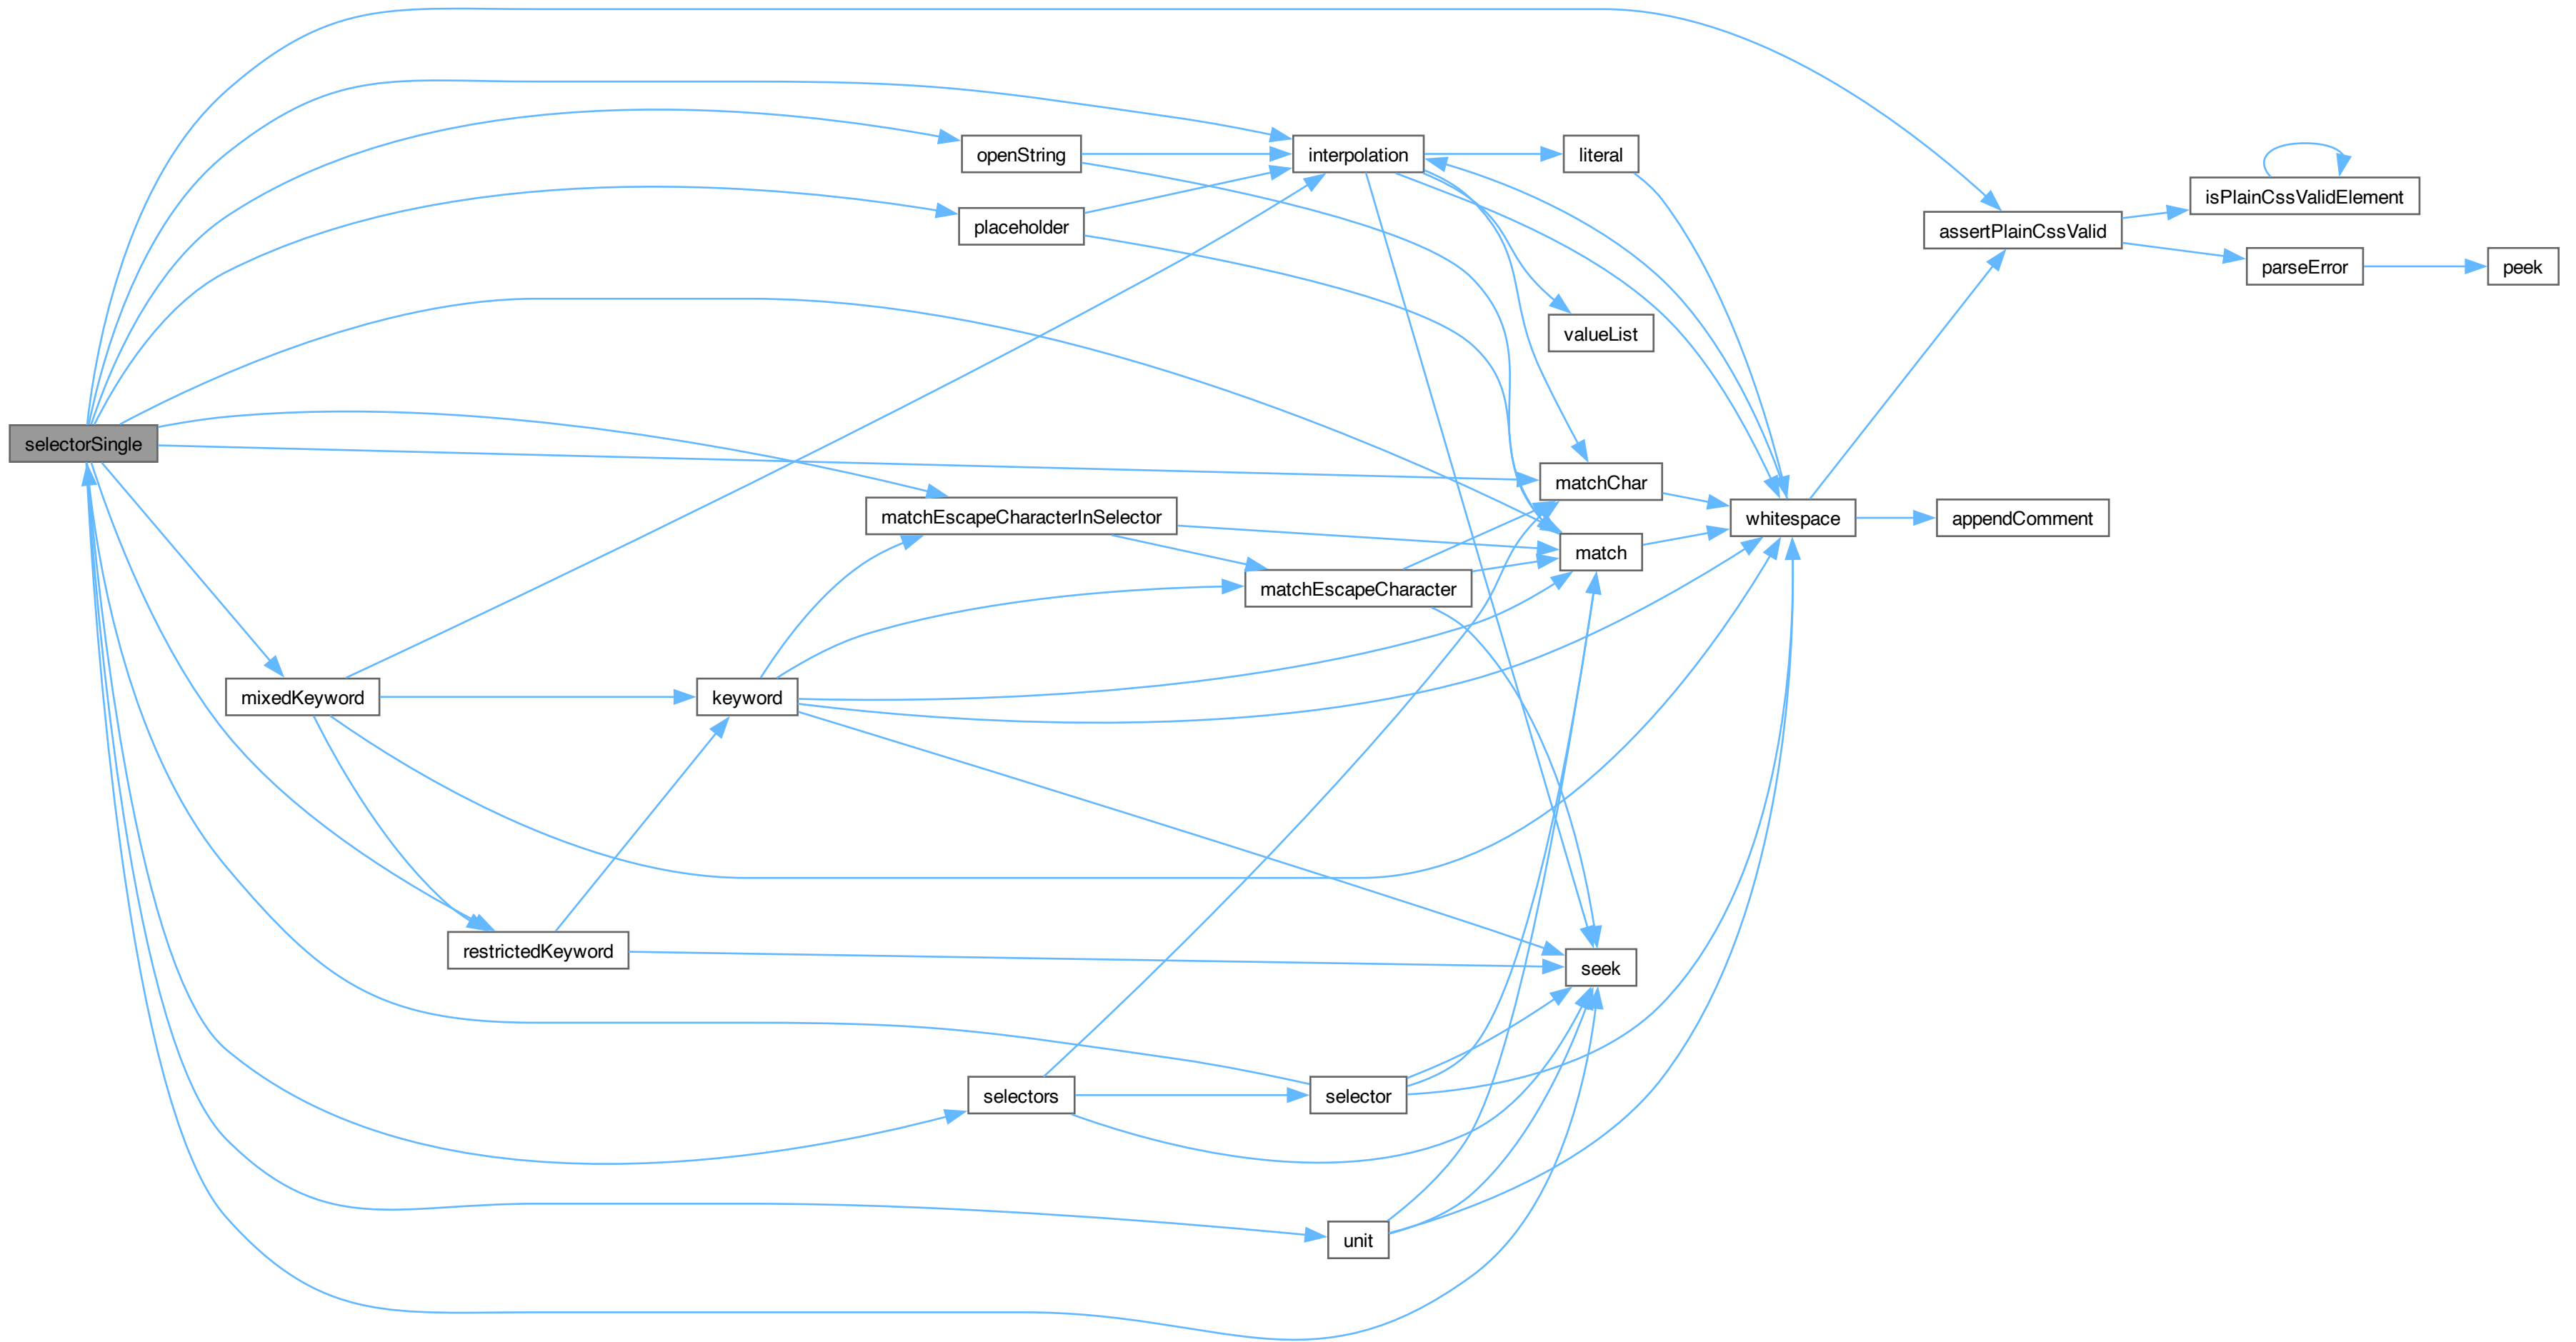 openString
interpolation
literal
isPlainCssValidElement
placeholder
assertPlainCssValid
parseError
peek
valueList
selectorSingle
matchChar
matchEscapeCharacterInSelector
whitespace
appendComment
match
matchEscapeCharacter
mixedKeyword
keyword
restrictedKeyword
seek
selectors
selector
unit